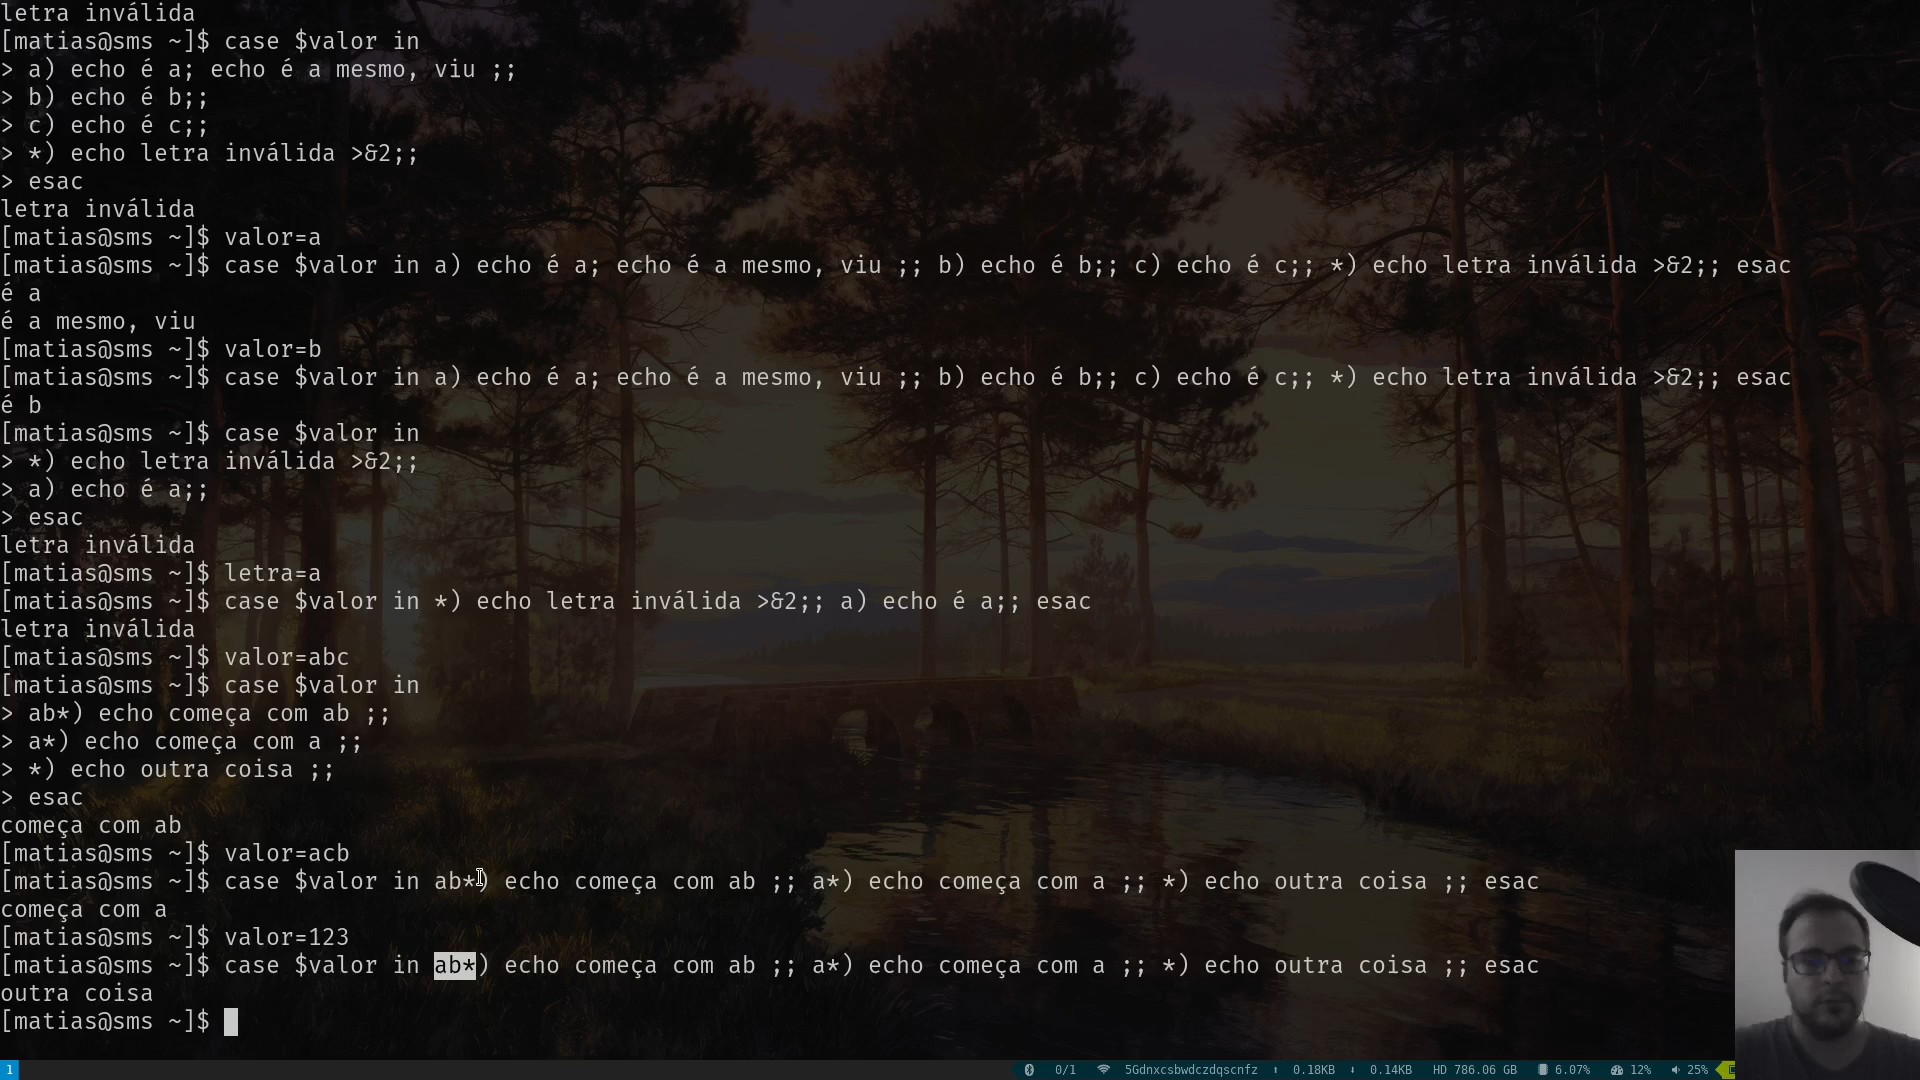 letra inválida
[matias@sms ~]$ case $valor in
> a) echo é a; echo é a mesmo, viu ;;
> b) echo é b;;
> c) echo é c;;
> *) echo letra inválida >&2;;
> esac
letra inválida
[matias@sms ~]$ valor=a
[matias@sms ~]$ case $valor in a) echo é a; echo é a mesmo, viu ;; b) echo é b;; c) echo é c;; *) echo letra inválida >&2;; esac
é a
é a mesmo, viu
[matias@sms ~]$ valor=b
[matias@sms ~]$ case $valor in a) echo é a; echo é a mesmo, viu ;; b) echo é b;; c) echo é c;; *) echo letra inválida >&2;; esac
é b
[matias@sms ~]$ case $valor in
> *) echo letra inválida >&2;;
> a) echo é a;;
> esac
letra inválida
[matias@sms ~]$ letra=a
[matias@sms ~]$ case $valor in *) echo letra inválida >&2;; a) echo é a;; esac
letra inválida
[matias@sms ~]$ valor=abc
[matias@sms ~]$ case $valor in
> ab*) echo começa com ab ;;
> a*) echo começa com a ;;
> *) echo outra coisa ;;
> esac
começa com ab
[matias@sms ~]$ valor=acb
[matias@sms ~]$ case $valor in ab*) echo começa com ab ;; a*) echo começa com a ;; *) echo outra coisa ;; esac
começa com a
[matias@sms ~]$ valor=123
[matias@sms ~]$ case $valor in ab*) echo começa com ab ;; a*) echo começa com a ;; *) echo outra coisa ;; esac
outra coisa
[matias@sms ~]$
1 0/1 5Gdnxcsbwdczdqscnfz ↑ 0.18KB ↓ 0.14KB HD 786.06 GB 6.07% 12% 25%